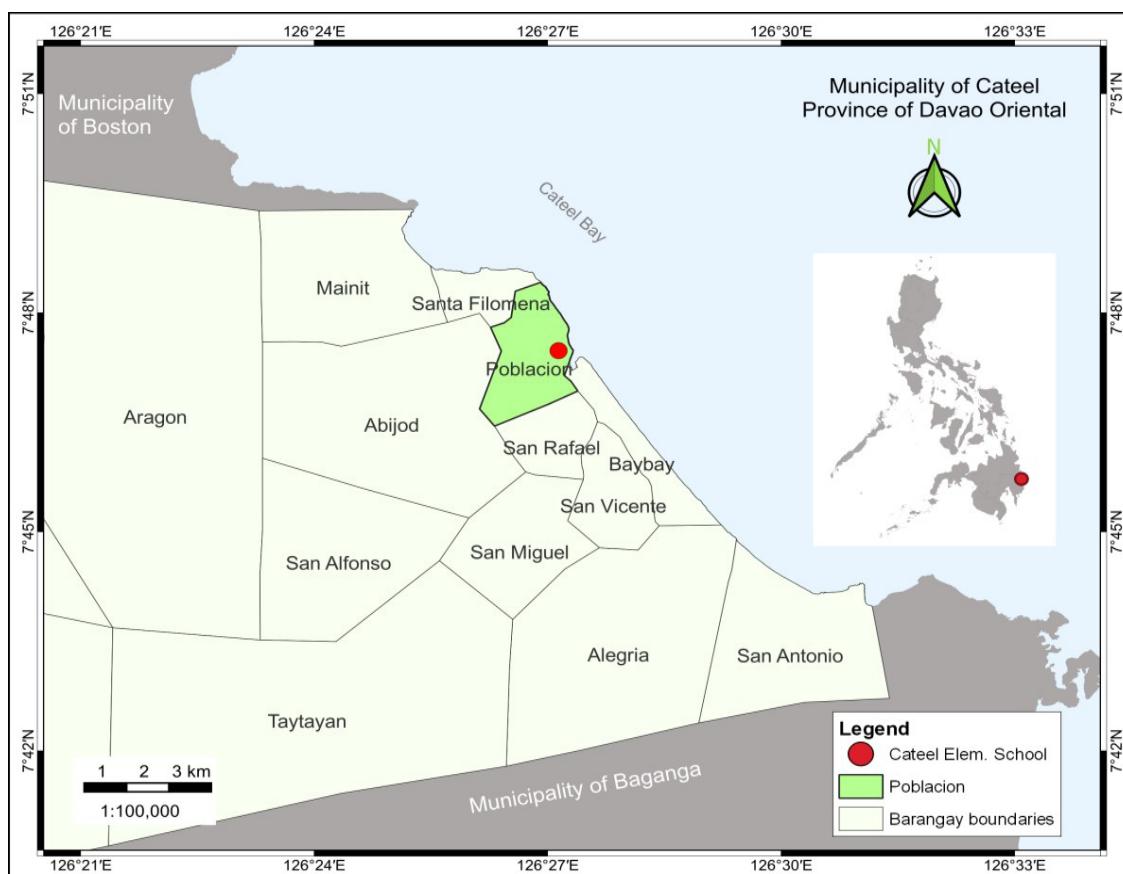 126°21'E 126°24'E 126°27'E 126°30'E 126°33'E
7°51'N 7°51'N
Municipality
of Boston
Municipality of Cateel
Province of Davao Oriental
N
Cateel Bay
Mainit
Santa Filomena
7°48'N 7°48'N
Poblacion
Aragon
Abijod
San Rafael
Baybay
San Vicente
7°45'N 7°45'N
San Miguel
San Alfonso
Alegria
San Antonio
Taytayan
7°42'N 7°42'N
Municipality of Baganga
1 2 3 km
1:100,000
Legend
Cateel Elem. School
Poblacion
Barangay boundaries
126°21'E 126°24'E 126°27'E 126°30'E 126°33'E